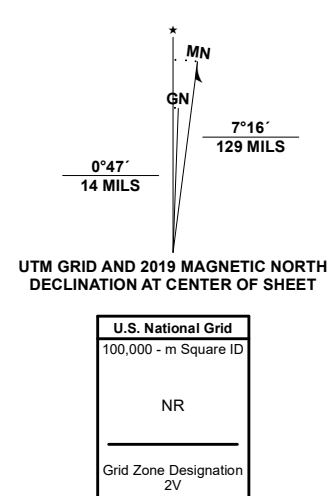 ★
MN
GN
7°16´
129 MILS
0°47´
14 MILS
UTM GRID AND 2019 MAGNETIC NORTH
DECLINATION AT CENTER OF SHEET
U.S. National Grid
100,000 - m Square ID
NR
Grid Zone Designation
2V